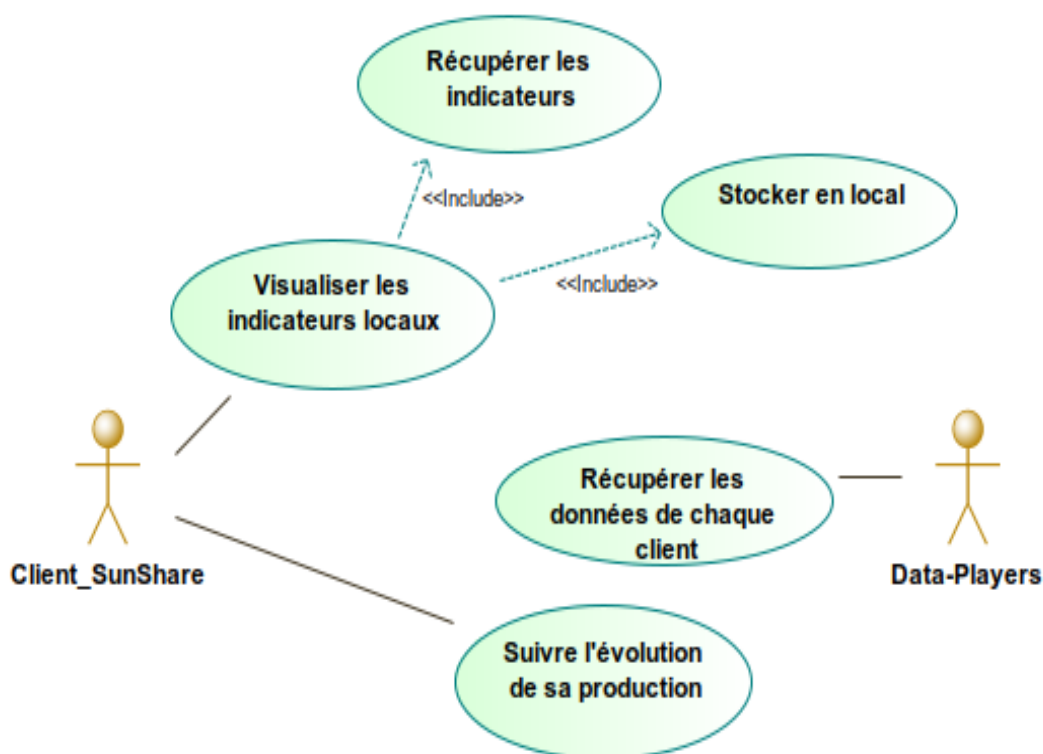 Récupérer les
indicateurs
<<Include>>
Stocker en local
<<Include>>
Visualiser les
indicateurs locaux
Récupérer les
données de chaque
client
Client_SunShare
Data-Players
Suivre l'évolution
de sa production